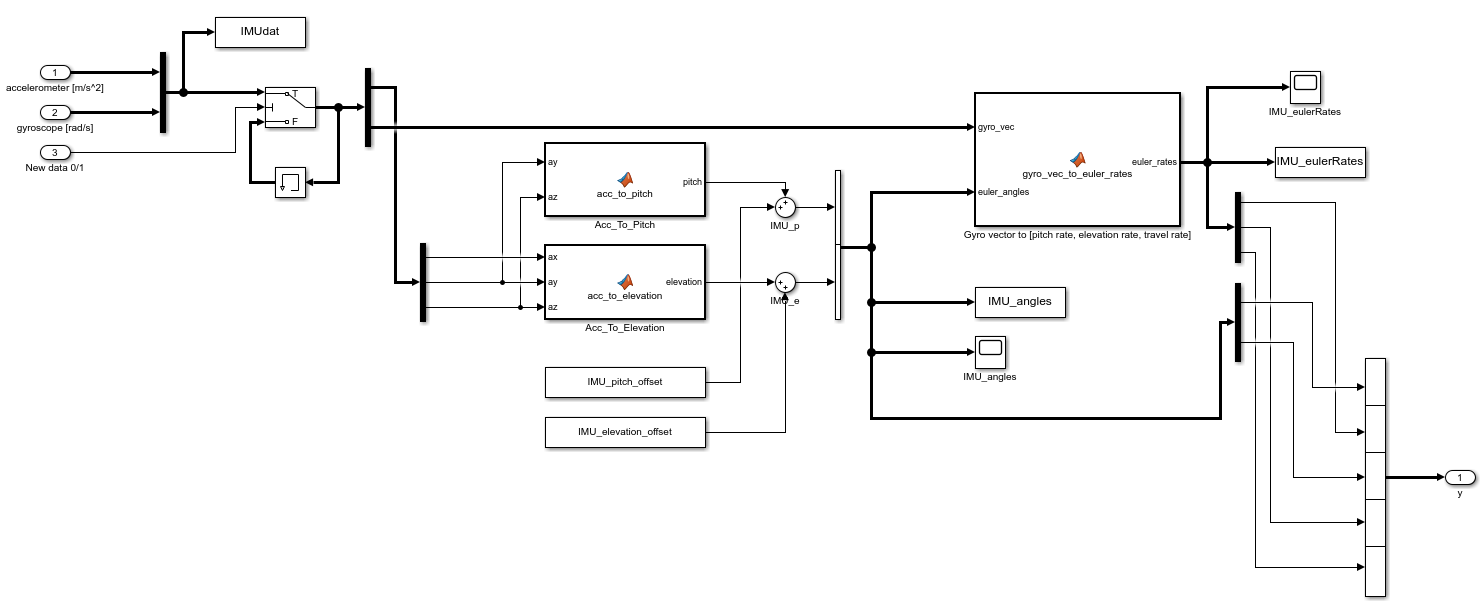 IMUdat
1
accelerometer [m/s^2]
2
gyroscope [rad/s]
3
New data 0/1
T
F
ay
az
acc_to_pitch
pitch
Acc_To_Pitch
ax
ay
az
acc_to_elevation
elevation
Acc_To_Elevation
IMU_pitch_offset
IMU_elevation_offset
+
+
IMU_p
+
+
IMU_e
gyro_vec
euler_angles
gyro_vec_to_euler_rates
euler_rates
Gyro vector to [pitch rate, elevation rate, travel rate]
IMU_angles
IMU_angles
IMU_eulerRates
IMU_eulerRates
1
y